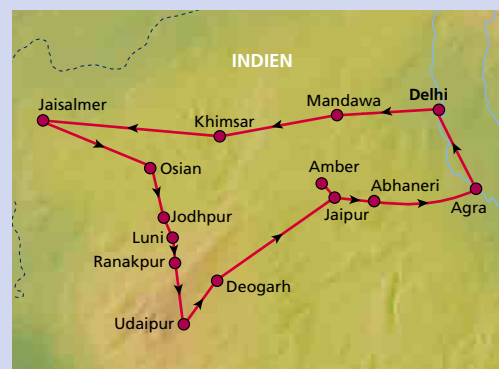 INDIEN
Delhi
Mandawa
Jaisalmer
Khimsar
Osian
Amber
Abhaneri
Jaipur
Agra
Jodhpur
Luni
Ranakpur
Deogarh
Udaipur